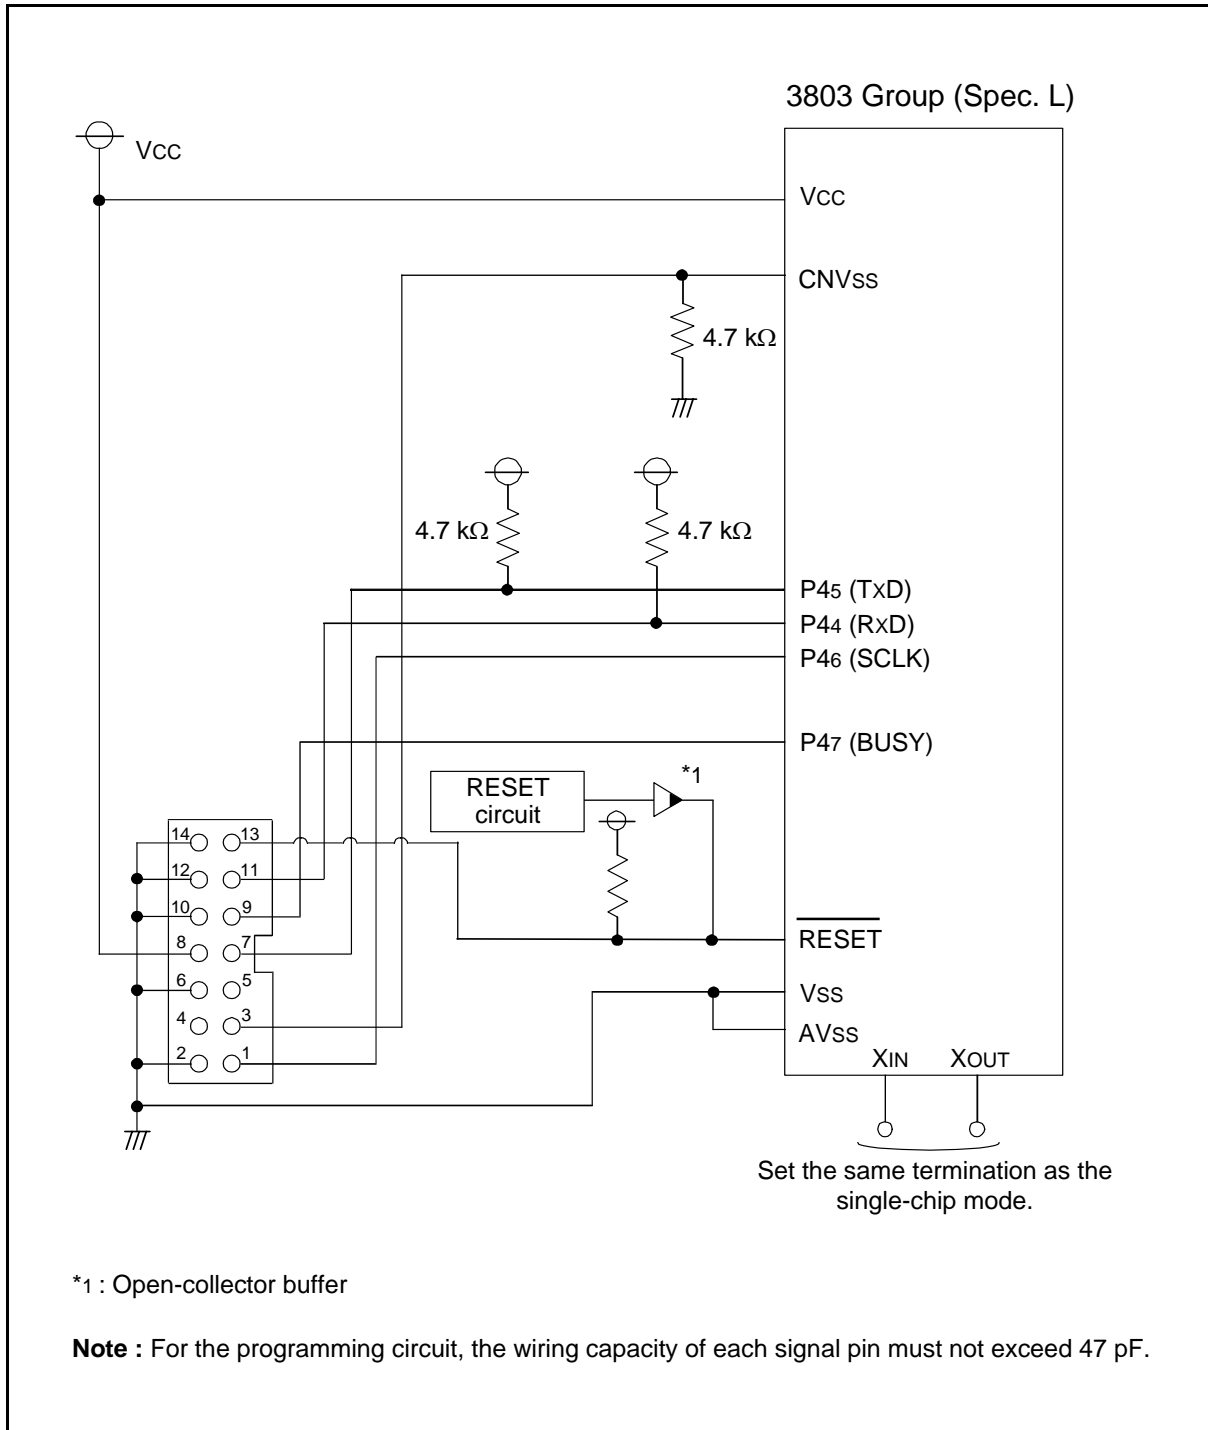 3803 Group (Spec. L)
VCC
VCC
CNVSS
4.7 kΩ
4.7 kΩ
4.7 kΩ
P45 (TXD)
P44 (RXD)
P46 (SCLK)
P47 (BUSY)
*1
RESET
circuit
14 13
12 11
10 9
8 7
6 5
4 3
2 1
RESET
VSS
AVSS
XIN XOUT
Set the same termination as the
single-chip mode.
*1 : Open-collector buffer
Note : For the programming circuit, the wiring capacity of each signal pin must not exceed 47 pF.